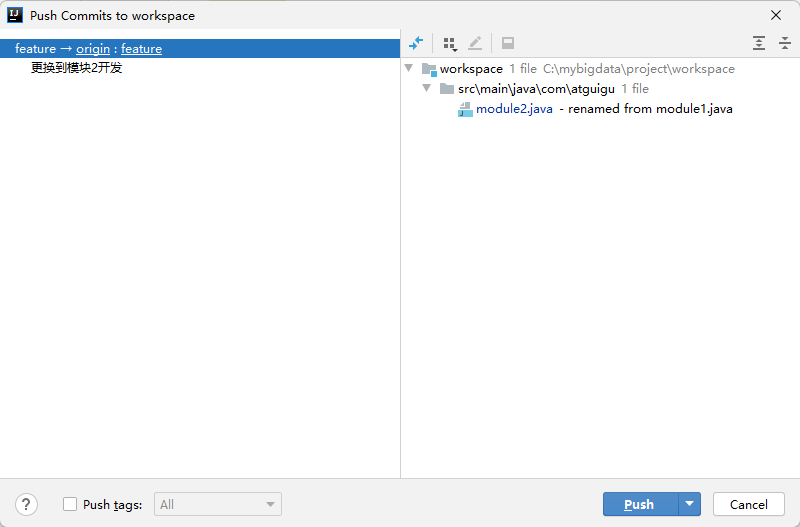 Push Commits to workspace
feature → origin : feature
更换到模块2开发
workspace 1 file C:\mybigdata\project\workspace
src\main\java\com\atguigu 1 file
module2.java - renamed from module1.java
? Push tags: All
Push Cancel